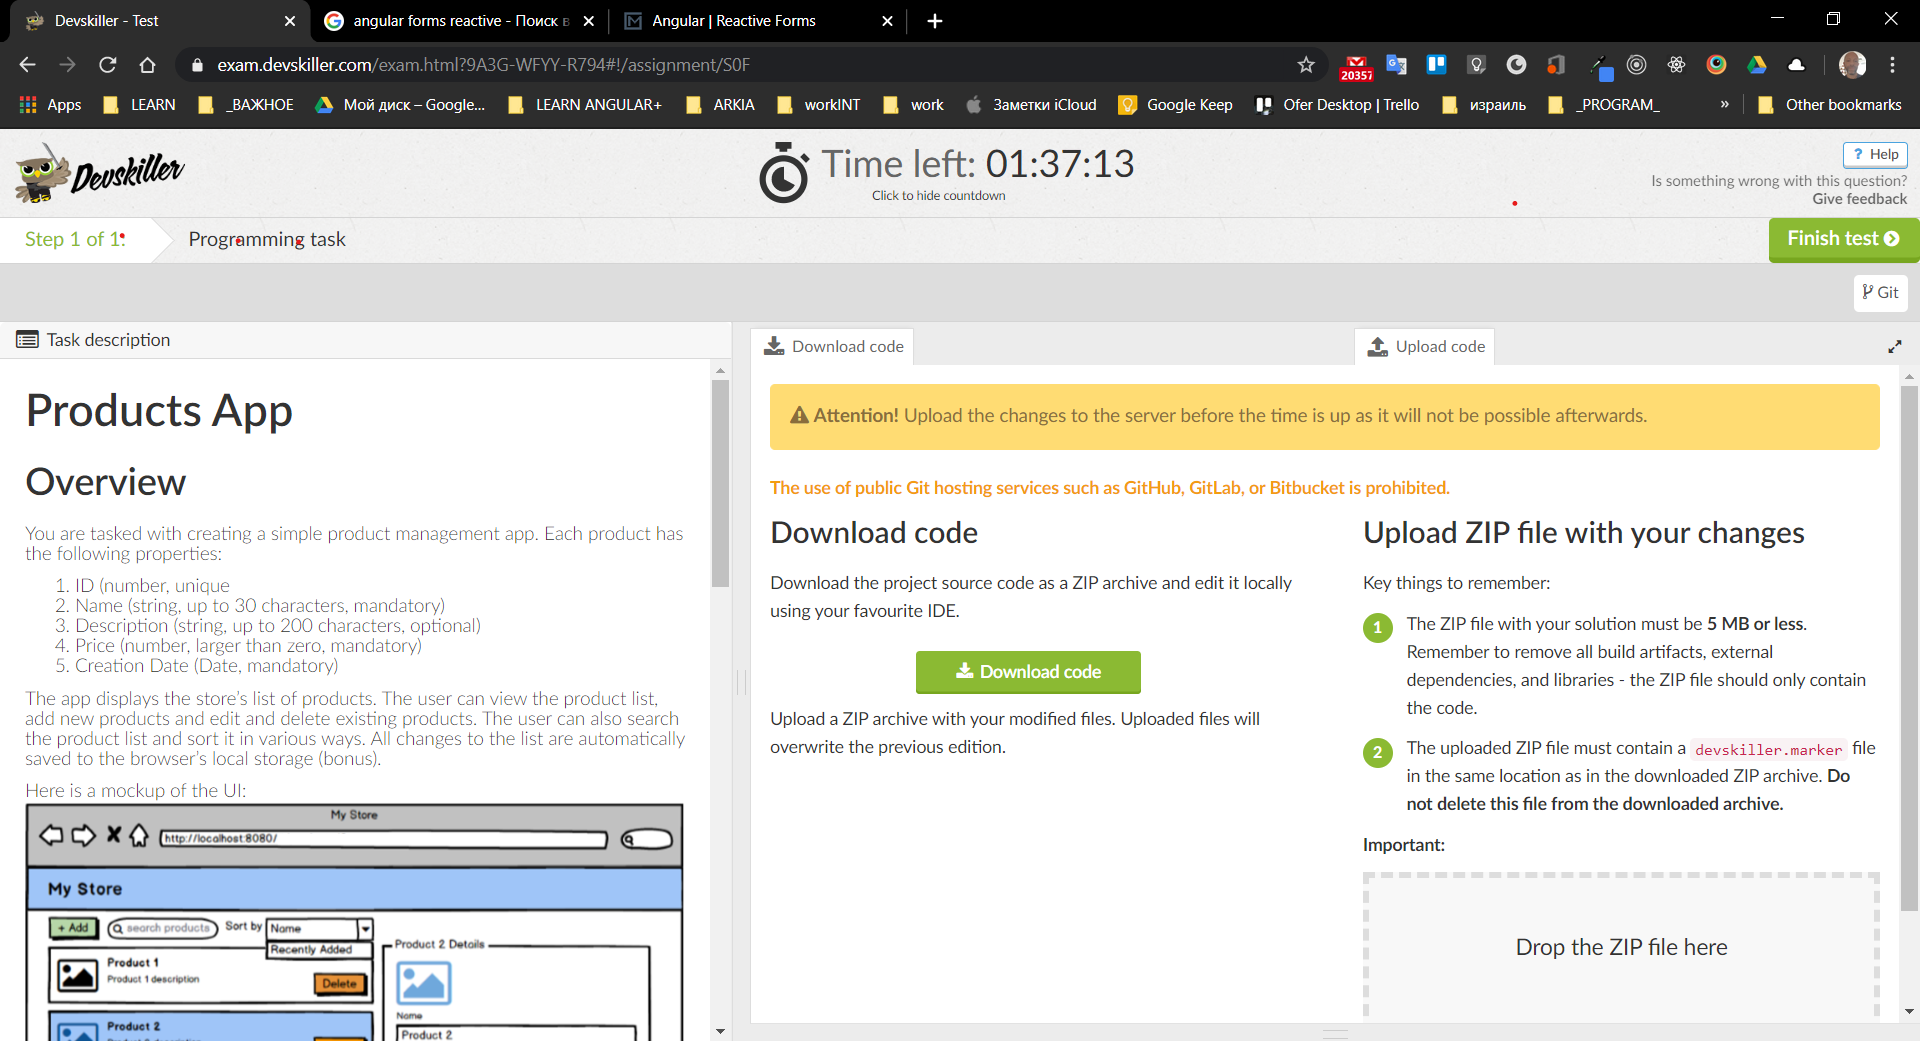 Devskiller - Test
angular forms reactive - Поиск в
Angular | Reactive Forms
exam.devskiller.com/exam.html?9A3G-WFYY-R794#!/assignment/S0F
20357
Apps
LEARN
_ВАЖНОЕ
Мой диск – Google...
LEARN ANGULAR+
ARKIA
workINT
work
Заметки iCloud
Google Keep
Ofer Desktop | Trello
израиль
_PROGRAM_
»
Other bookmarks
Devskiller
Time left: 01:37:13
Click to hide countdown
? Help
Is something wrong with this question?
Give feedback
Step 1 of 1:
Programming task
Finish test
Git
Task description
Download code
Upload code
Products App
Overview
You are tasked with creating a simple product management app. Each product has
the following properties:
1. ID (number, unique
2. Name (string, up to 30 characters, mandatory)
3. Description (string, up to 200 characters, optional)
4. Price (number, larger than zero, mandatory)
5. Creation Date (Date, mandatory)
The app displays the store's list of products. The user can view the product list,
add new products and edit and delete existing products. The user can also search
the product list and sort it in various ways. All changes to the list are automatically
saved to the browser's local storage (bonus).
Here is a mockup of the UI:
My Store
http://localhost:8080/
My Store
+ Add
search products
Sort by
Name
Recently Added
Product 1
Product 1 description
Delete
Product 2
Product 2 Details
Name
Product 2
Attention! Upload the changes to the server before the time is up as it will not be possible afterwards.
The use of public Git hosting services such as GitHub, GitLab, or Bitbucket is prohibited.
Download code
Download the project source code as a ZIP archive and edit it locally
using your favourite IDE.
Download code
Upload a ZIP archive with your modified files. Uploaded files will
overwrite the previous edition.
Upload ZIP file with your changes
Key things to remember:
1 The ZIP file with your solution must be 5 MB or less.
Remember to remove all build artifacts, external
dependencies, and libraries - the ZIP file should only contain
the code.
2 The uploaded ZIP file must contain a devskiller.marker file
in the same location as in the downloaded ZIP archive. Do
not delete this file from the downloaded archive.
Important:
Drop the ZIP file here